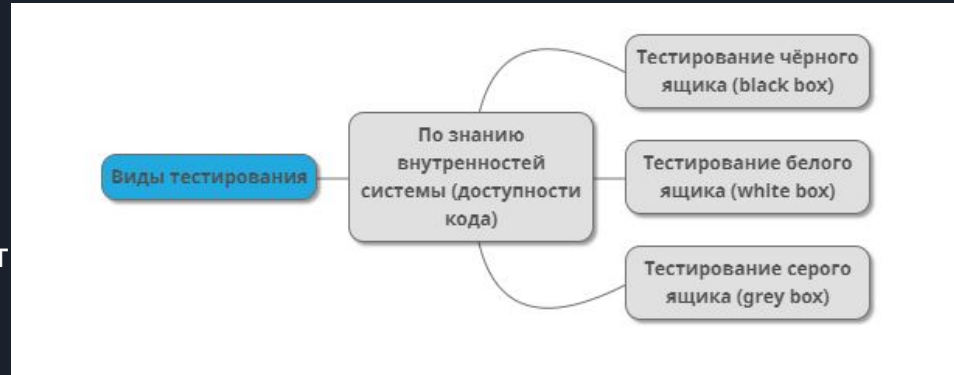 Виды тестирования
По знанию
внутренностей
системы (доступности
кода)
Тестирование чёрного
ящика (black box)
Тестирование белого
ящика (white box)
Тестирование серого
ящика (grey box)
т